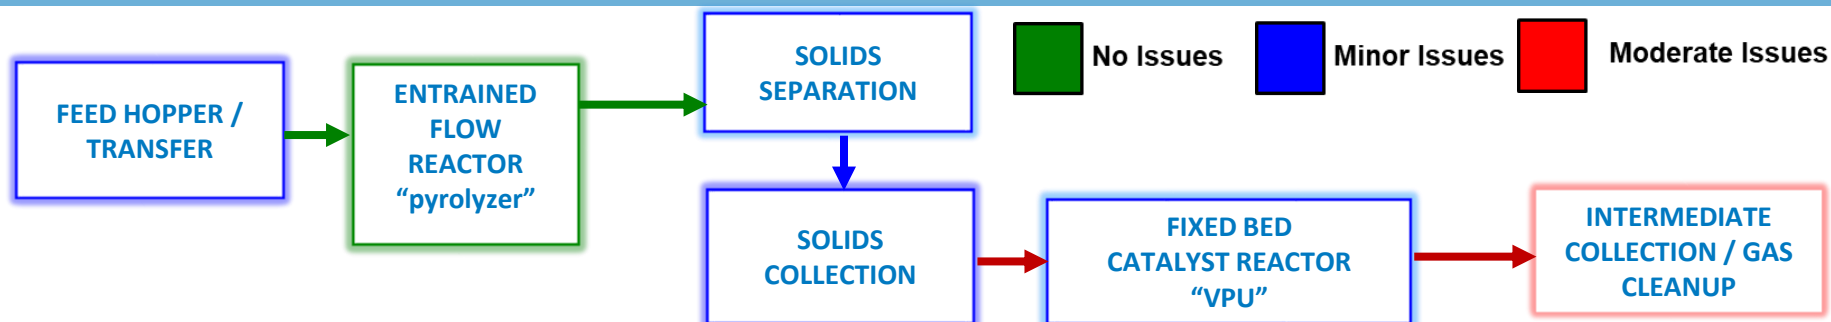 FEED HOPPER /
TRANSFER
ENTRAINED
FLOW
REACTOR
“pyrolyzer”
SOLIDS
SEPARATION
No Issues
Minor Issues
Moderate Issues
SOLIDS
COLLECTION
FIXED BED
CATALYST REACTOR
“VPU”
INTERMEDIATE
COLLECTION / GAS
CLEANUP